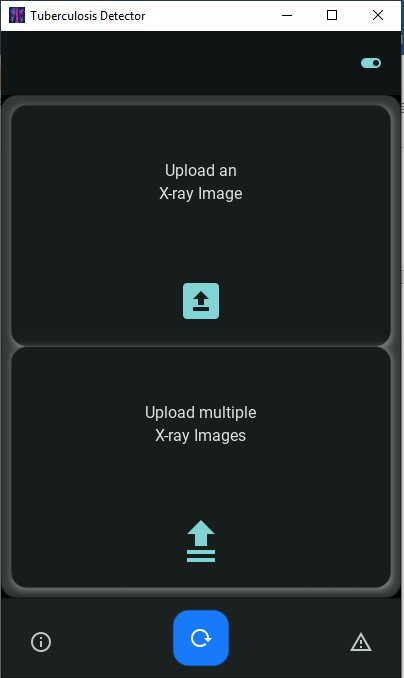 Tuberculosis Detector
Upload an
X-ray Image
Upload multiple
X-ray Images